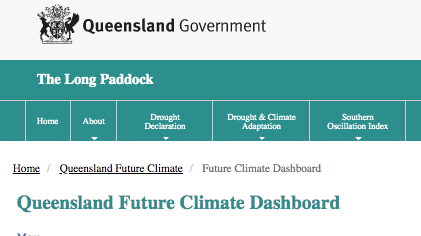 Queensland Government
The Long Paddock
Home
About
Drought
Declaration
Drought & Climate
Adaptation
Southern
Oscillation Index
Home / Queensland Future Climate / Future Climate Dashboard
Queensland Future Climate Dashboard